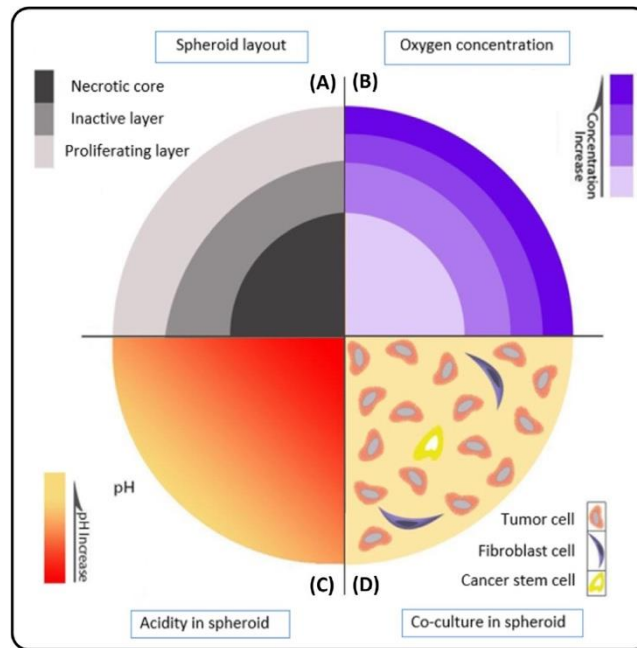 Spheroid layout
Oxygen concentration
(A)
(B)
Necrotic core
Inactive layer
Proliferating layer
Concentration
Increase
pH
pH Increase
Tumor cell
Fibroblast cell
Cancer stem cell
(C)
(D)
Acidity in spheroid
Co-culture in spheroid